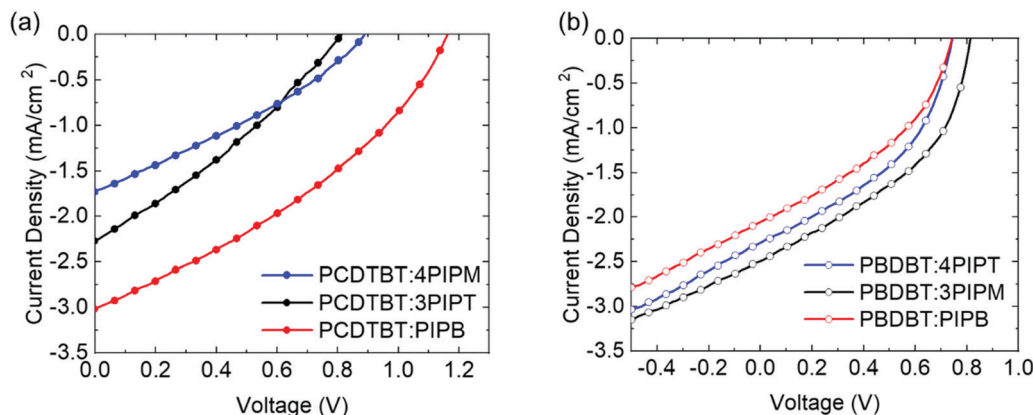 (a)
0.0
-0.5
-1.0
-1.5
-2.0
-2.5
-3.0
-3.5
Current Density (mA/cm²)
PCDTBT:4PIPM
PCDTBT:3PIPT
PCDTBT:PIPB
0.0 0.2 0.4 0.6 0.8 1.0 1.2
Voltage (V)
(b)
0.0
-0.5
-1.0
-1.5
-2.0
-2.5
-3.0
-3.5
Current Density (mA/cm²)
PBDBT:4PIPT
PBDBT:3PIPM
PBDBT:PIPB
-0.4 -0.2 0.0 0.2 0.4 0.6 0.8 1.0
Voltage (V)